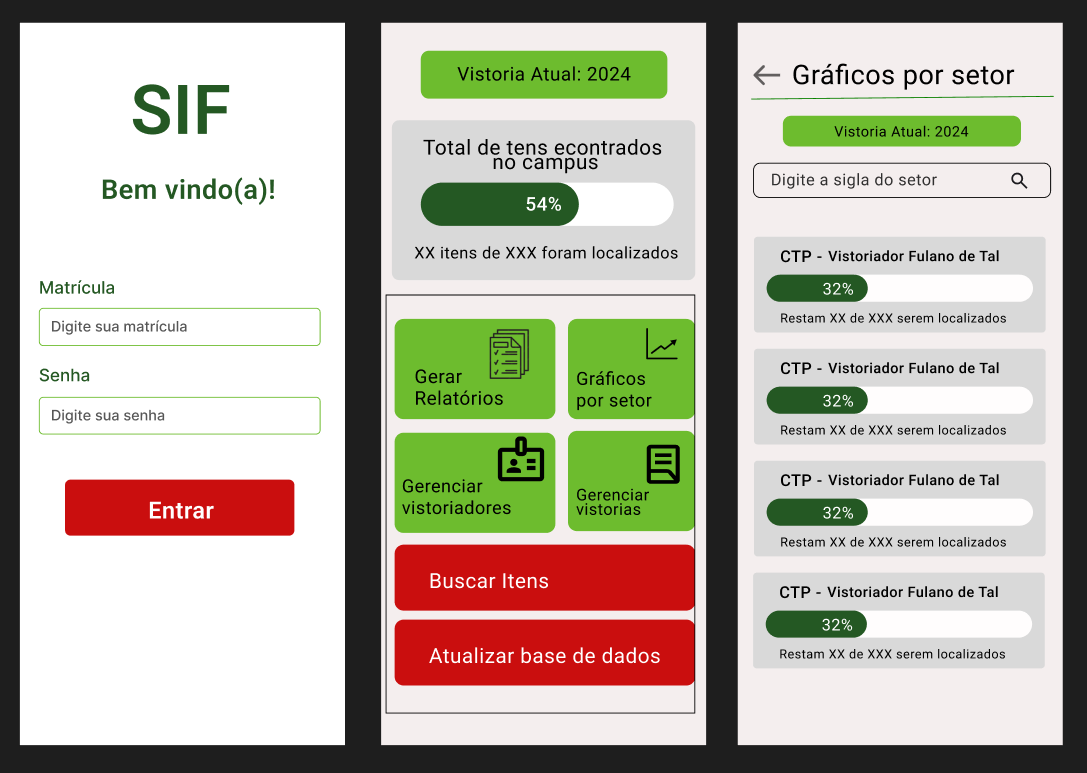 SIF
Bem vindo(a)!
Matrícula
Digite sua matrícula
Senha
Digite sua senha
Entrar
Vistoria Atual: 2024
Total de tens econtrados
no campus
54%
XX itens de XXX foram localizados
Gerar
Relatórios
Gráficos
por setor
Gerenciar
vistoriadores
Gerenciar
vistorias
Buscar Itens
Atualizar base de dados
Gráficos por setor
Vistoria Atual: 2024
Digite a sigla do setor
CTP - Vistoriador Fulano de Tal
32%
Restam XX de XXX serem localizados
CTP - Vistoriador Fulano de Tal
32%
Restam XX de XXX serem localizados
CTP - Vistoriador Fulano de Tal
32%
Restam XX de XXX serem localizados
CTP - Vistoriador Fulano de Tal
32%
Restam XX de XXX serem localizados